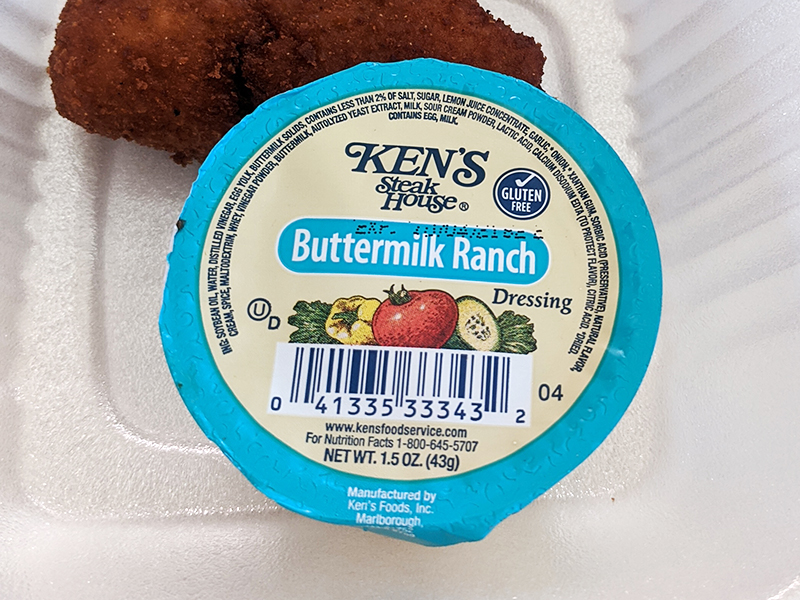 ING: SOYBEAN OIL, WATER, DISTILLED VINEGAR, EGG YOLK, BUTTERMILK SOLIDS, CONTAINS LESS THAN 2% OF SALT, SUGAR, LEMON JUICE CONCENTRATE, GARLIC,* ONION,* XANTHAN GUM, SORBIC ACID (PRESERVATIVE), NATURAL FLAVOR,
CREAM, SPICE, MALTODEXTRIN, WHEY, VINEGAR POWDER, BUTTERMILK, AUTOLYZED YEAST EXTRACT, MILK, SOUR CREAM POWDER, LACTIC ACID, CALCIUM DISODIUM EDTA (TO PROTECT FLAVOR), CITRIC ACID. *DRIED.
CONTAINS EGG, MILK.
KEN'S
Steak
House®
GLUTEN
FREE
EXP.
Buttermilk Ranch
Dressing
U D
04
0 41335 33343 2
www.kensfoodservice.com
For Nutrition Facts 1-800-645-5707
NET WT. 1.5 OZ. (43g)
Manufactured by
Ken's Foods, Inc.
Marlborough,